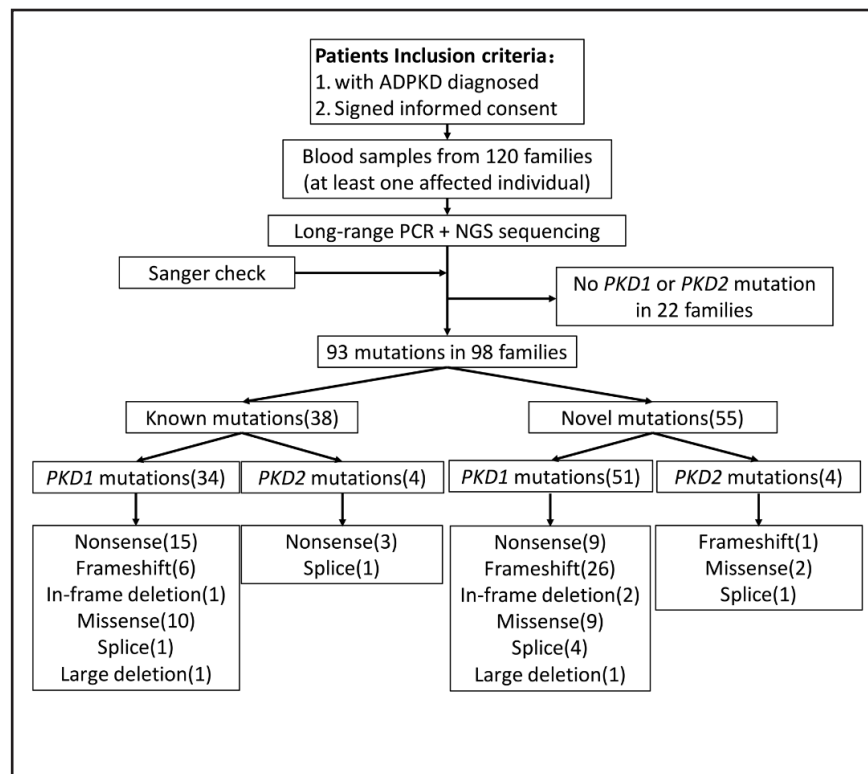 Patients Inclusion criteria：
1. with ADPKD diagnosed
2. Signed informed consent
Blood samples from 120 families
(at least one affected individual)
Long-range PCR + NGS sequencing
Sanger check
No PKD1 or PKD2 mutation
in 22 families
93 mutations in 98 families
Known mutations(38)
Novel mutations(55)
PKD1 mutations(34)
PKD2 mutations(4)
PKD1 mutations(51)
PKD2 mutations(4)
Nonsense(15)
Frameshift(6)
In-frame deletion(1)
Missense(10)
Splice(1)
Large deletion(1)
Nonsense(3)
Splice(1)
Nonsense(9)
Frameshift(26)
In-frame deletion(2)
Missense(9)
Splice(4)
Large deletion(1)
Frameshift(1)
Missense(2)
Splice(1)